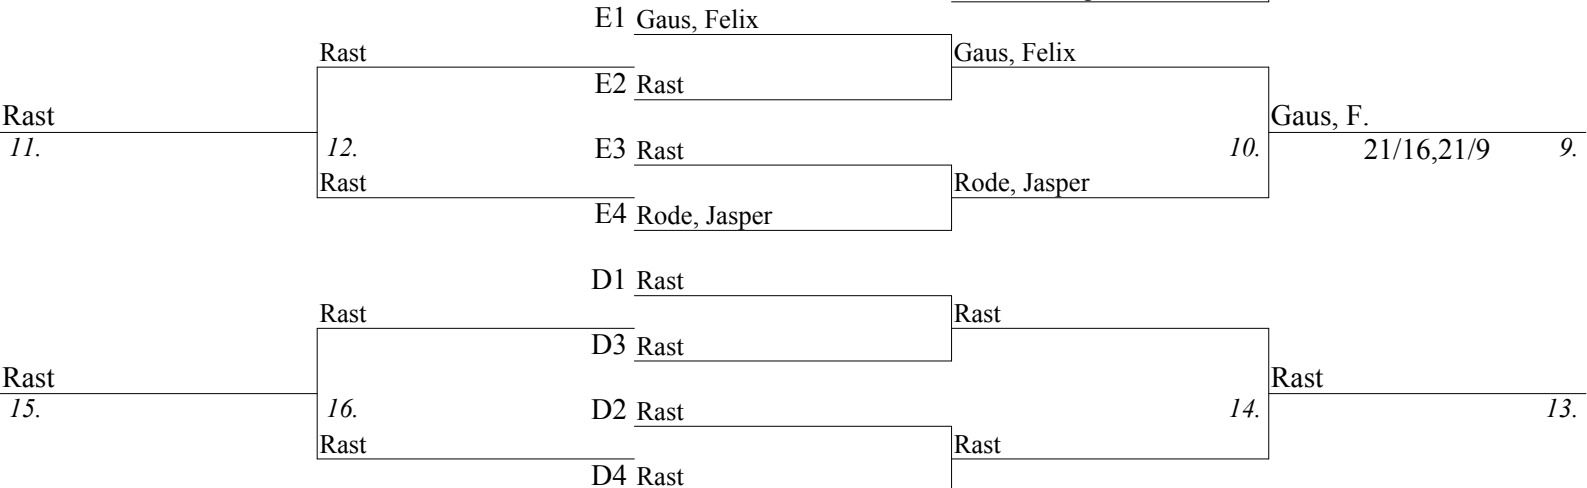 E1 Gaus, Felix
Rast Gaus, Felix
E2 Rast
Rast Gaus, F.
11. 12. E3 Rast 10. 21/16,21/9 9.
Rast Rode, Jasper
E4 Rode, Jasper
D1 Rast
Rast Rast
D3 Rast
Rast Rast
15. 16. D2 Rast 14. 13.
Rast Rast
D4 Rast